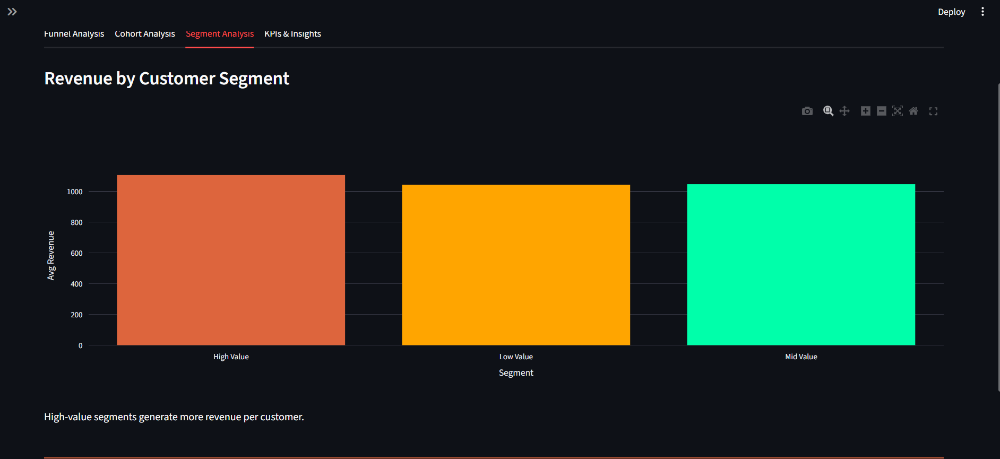 Deploy
Funnel Analysis Cohort Analysis Segment Analysis KPIs & Insights
Revenue by Customer Segment
1000
800
600
400
200
0
Avg Revenue
High Value Low Value Mid Value
Segment
High-value segments generate more revenue per customer.